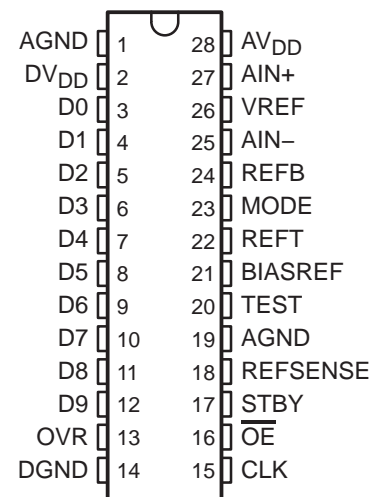 AGND 1 28 AVDD
DVDD 2 27 AIN+
D0 3 26 VREF
D1 4 25 AIN−
D2 5 24 REFB
D3 6 23 MODE
D4 7 22 REFT
D5 8 21 BIASREF
D6 9 20 TEST
D7 10 19 AGND
D8 11 18 REFSENSE
D9 12 17 STBY
OVR 13 16 O̅E̅
DGND 14 15 CLK